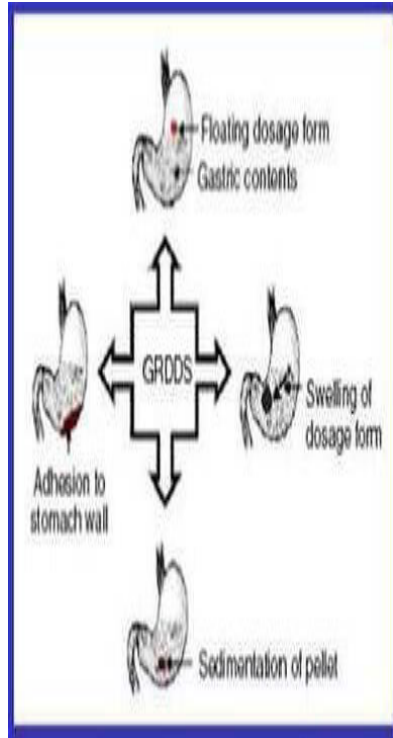 Floating dosage form
Gastric contents
GRDDS
Swelling of
dosage form
Adhesion to
stomach wall
Sedimentation of pellet